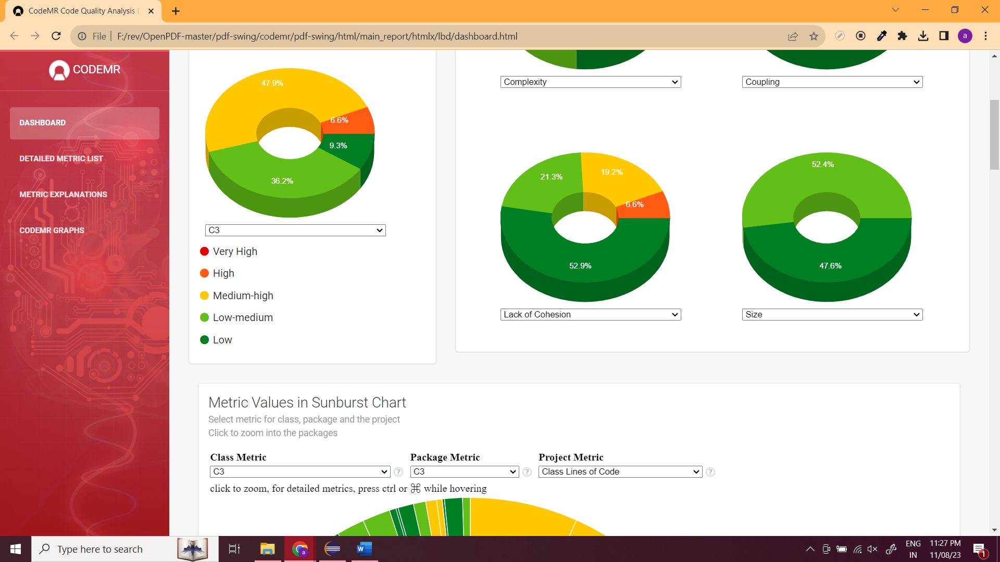 CodeMR Code Quality Analysis
File
F:/rev/OpenPDF-master/pdf-swing/codemr/pdf-swing/html/main_report/htmlx/lbd/dashboard.html
a
CODEMR
DASHBOARD
DETAILED METRIC LIST
METRIC EXPLANATIONS
CODEMR GRAPHS
47.9%
6.6%
9.3%
36.2%
C3
Very High
High
Medium-high
Low-medium
Low
Complexity
Coupling
21.3%
19.2%
6.6%
52.9%
52.4%
47.6%
Lack of Cohesion
Size
Metric Values in Sunburst Chart
Select metric for class, package and the project
Click to zoom into the packages
Class Metric
Package Metric
Project Metric
C3
?
C3
?
Class Lines of Code
?
click to zoom, for detailed metrics, press ctrl or ⌘ while hovering
Type here to search
a
W
ENG
IN
11:27 PM
11/08/23
1